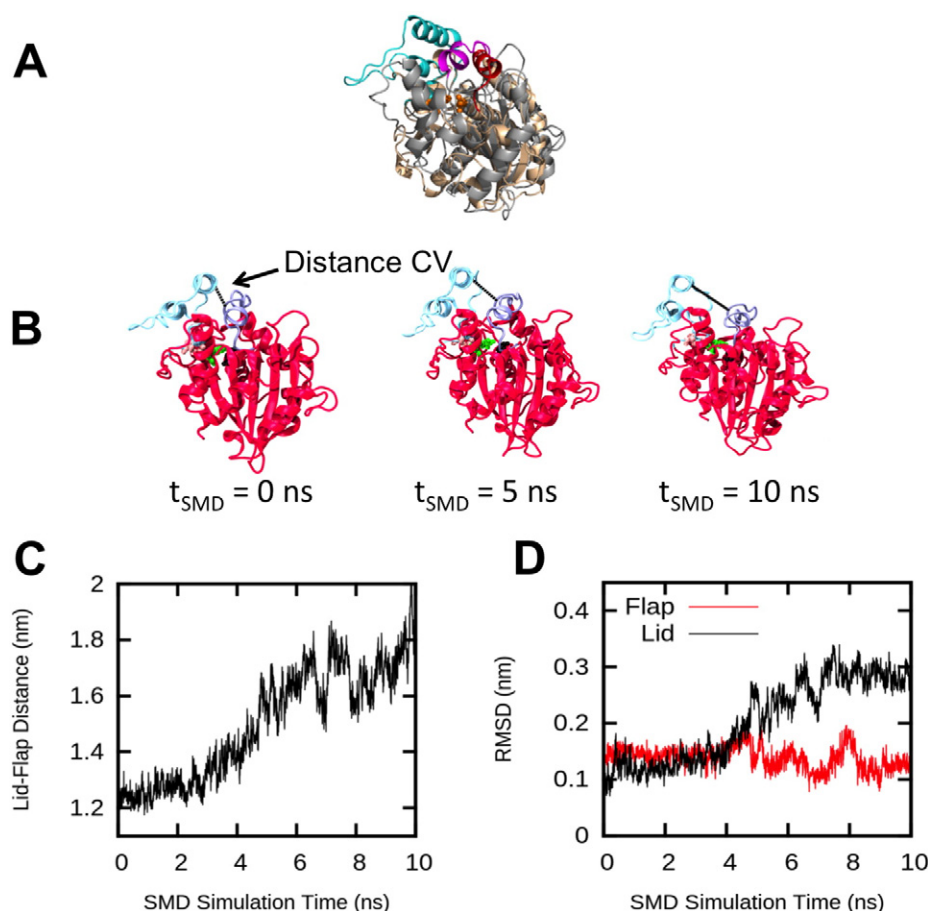 A
B
Distance CV
tSMD = 0 ns
tSMD = 5 ns
tSMD = 10 ns
C
Lid-Flap Distance (nm)
2
1.8
1.6
1.4
1.2
0 2 4 6 8 10
SMD Simulation Time (ns)
D
RMSD (nm)
Flap
Lid
0.4
0.3
0.2
0.1
0
0 2 4 6 8 10
SMD Simulation Time (ns)